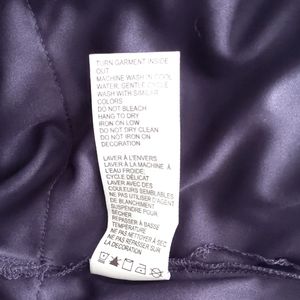 TURN GARMENT INSIDE
OUT
MACHINE WASH IN COOL
WATER, GENTLE CYCLE
WASH WITH SIMILAR
COLORS
DO NOT BLEACH
HANG TO DRY
IRON ON LOW
DO NOT DRY CLEAN
DO NOT IRON ON
DECORATION
LAVER À L'ENVERS
LAVER À LA MACHINE À
L'EAU FROIDE;
CYCLE DÉLICAT
LAVER AVEC DES
COULEURS SEMBLABLES
NE PAS UTILISER D'AGENT
DE BLANCHIMENT
SUSPENDRE POUR
SÉCHER
REPASSER À BASSE
TEMPÉRATURE
NE PAS NETTOYER À SEC
NE PAS REPASSER SUR
LA DÉCORATION